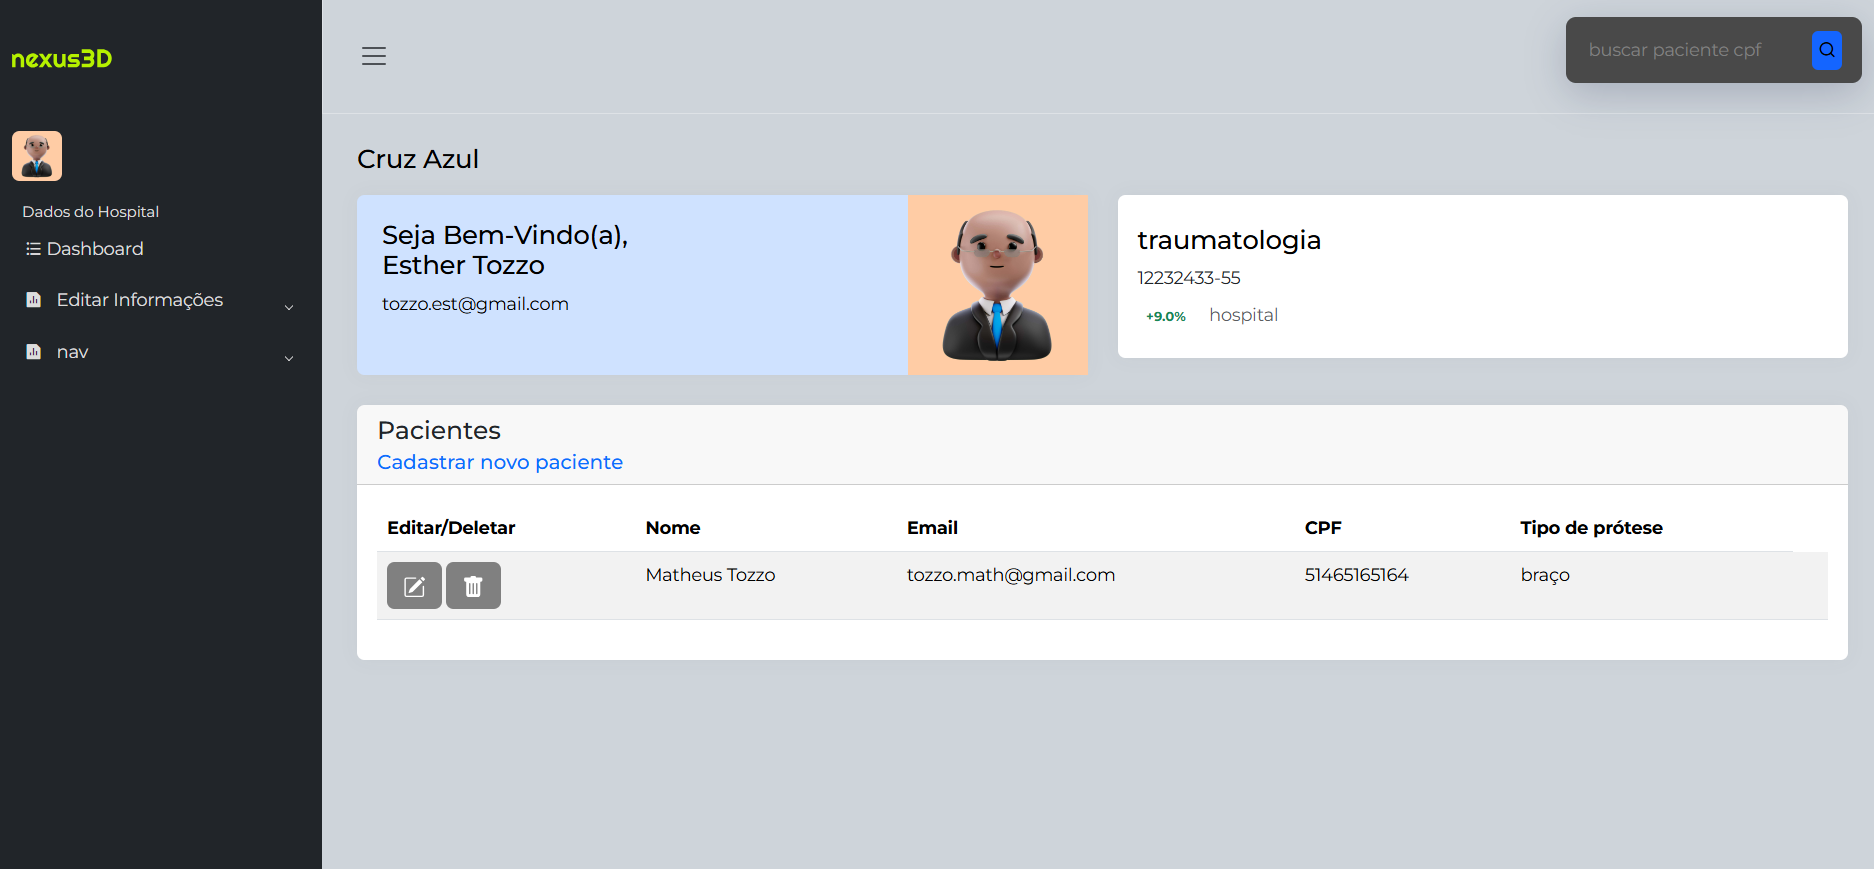 nexus3D
buscar paciente cpf
Dados do Hospital
Dashboard
Editar Informações
nav
Cruz Azul
Seja Bem-Vindo(a),
Esther Tozzo
tozzo.est@gmail.com
traumatologia
12232433-55
+9.0% hospital
Pacientes
Cadastrar novo paciente
Editar/Deletar Nome Email CPF Tipo de prótese
Matheus Tozzo tozzo.math@gmail.com 51465165164 braço